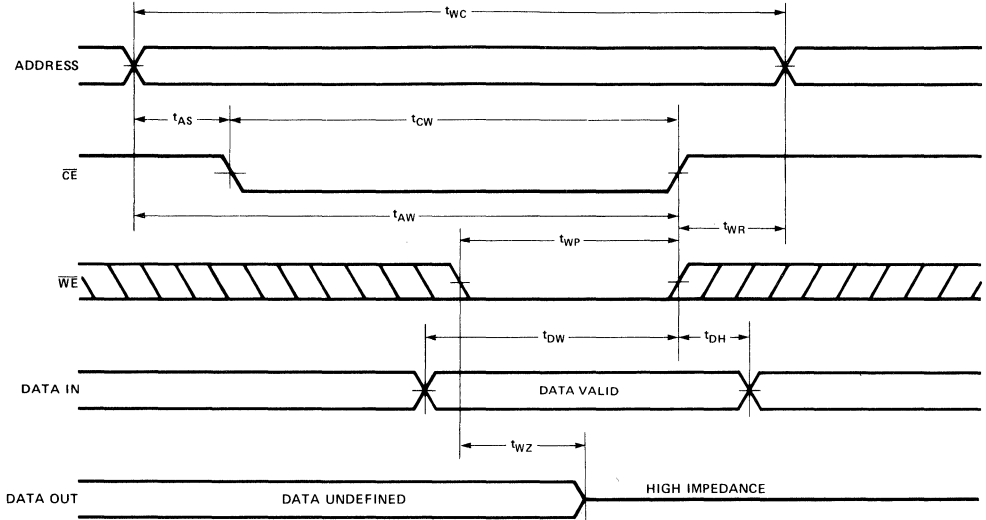 tWC
ADDRESS
tAS
tCW
CE
tAW
tWR
tWP
WE
tDW
tDH
DATA IN
DATA VALID
tWZ
DATA OUT
DATA UNDEFINED
HIGH IMPEDANCE